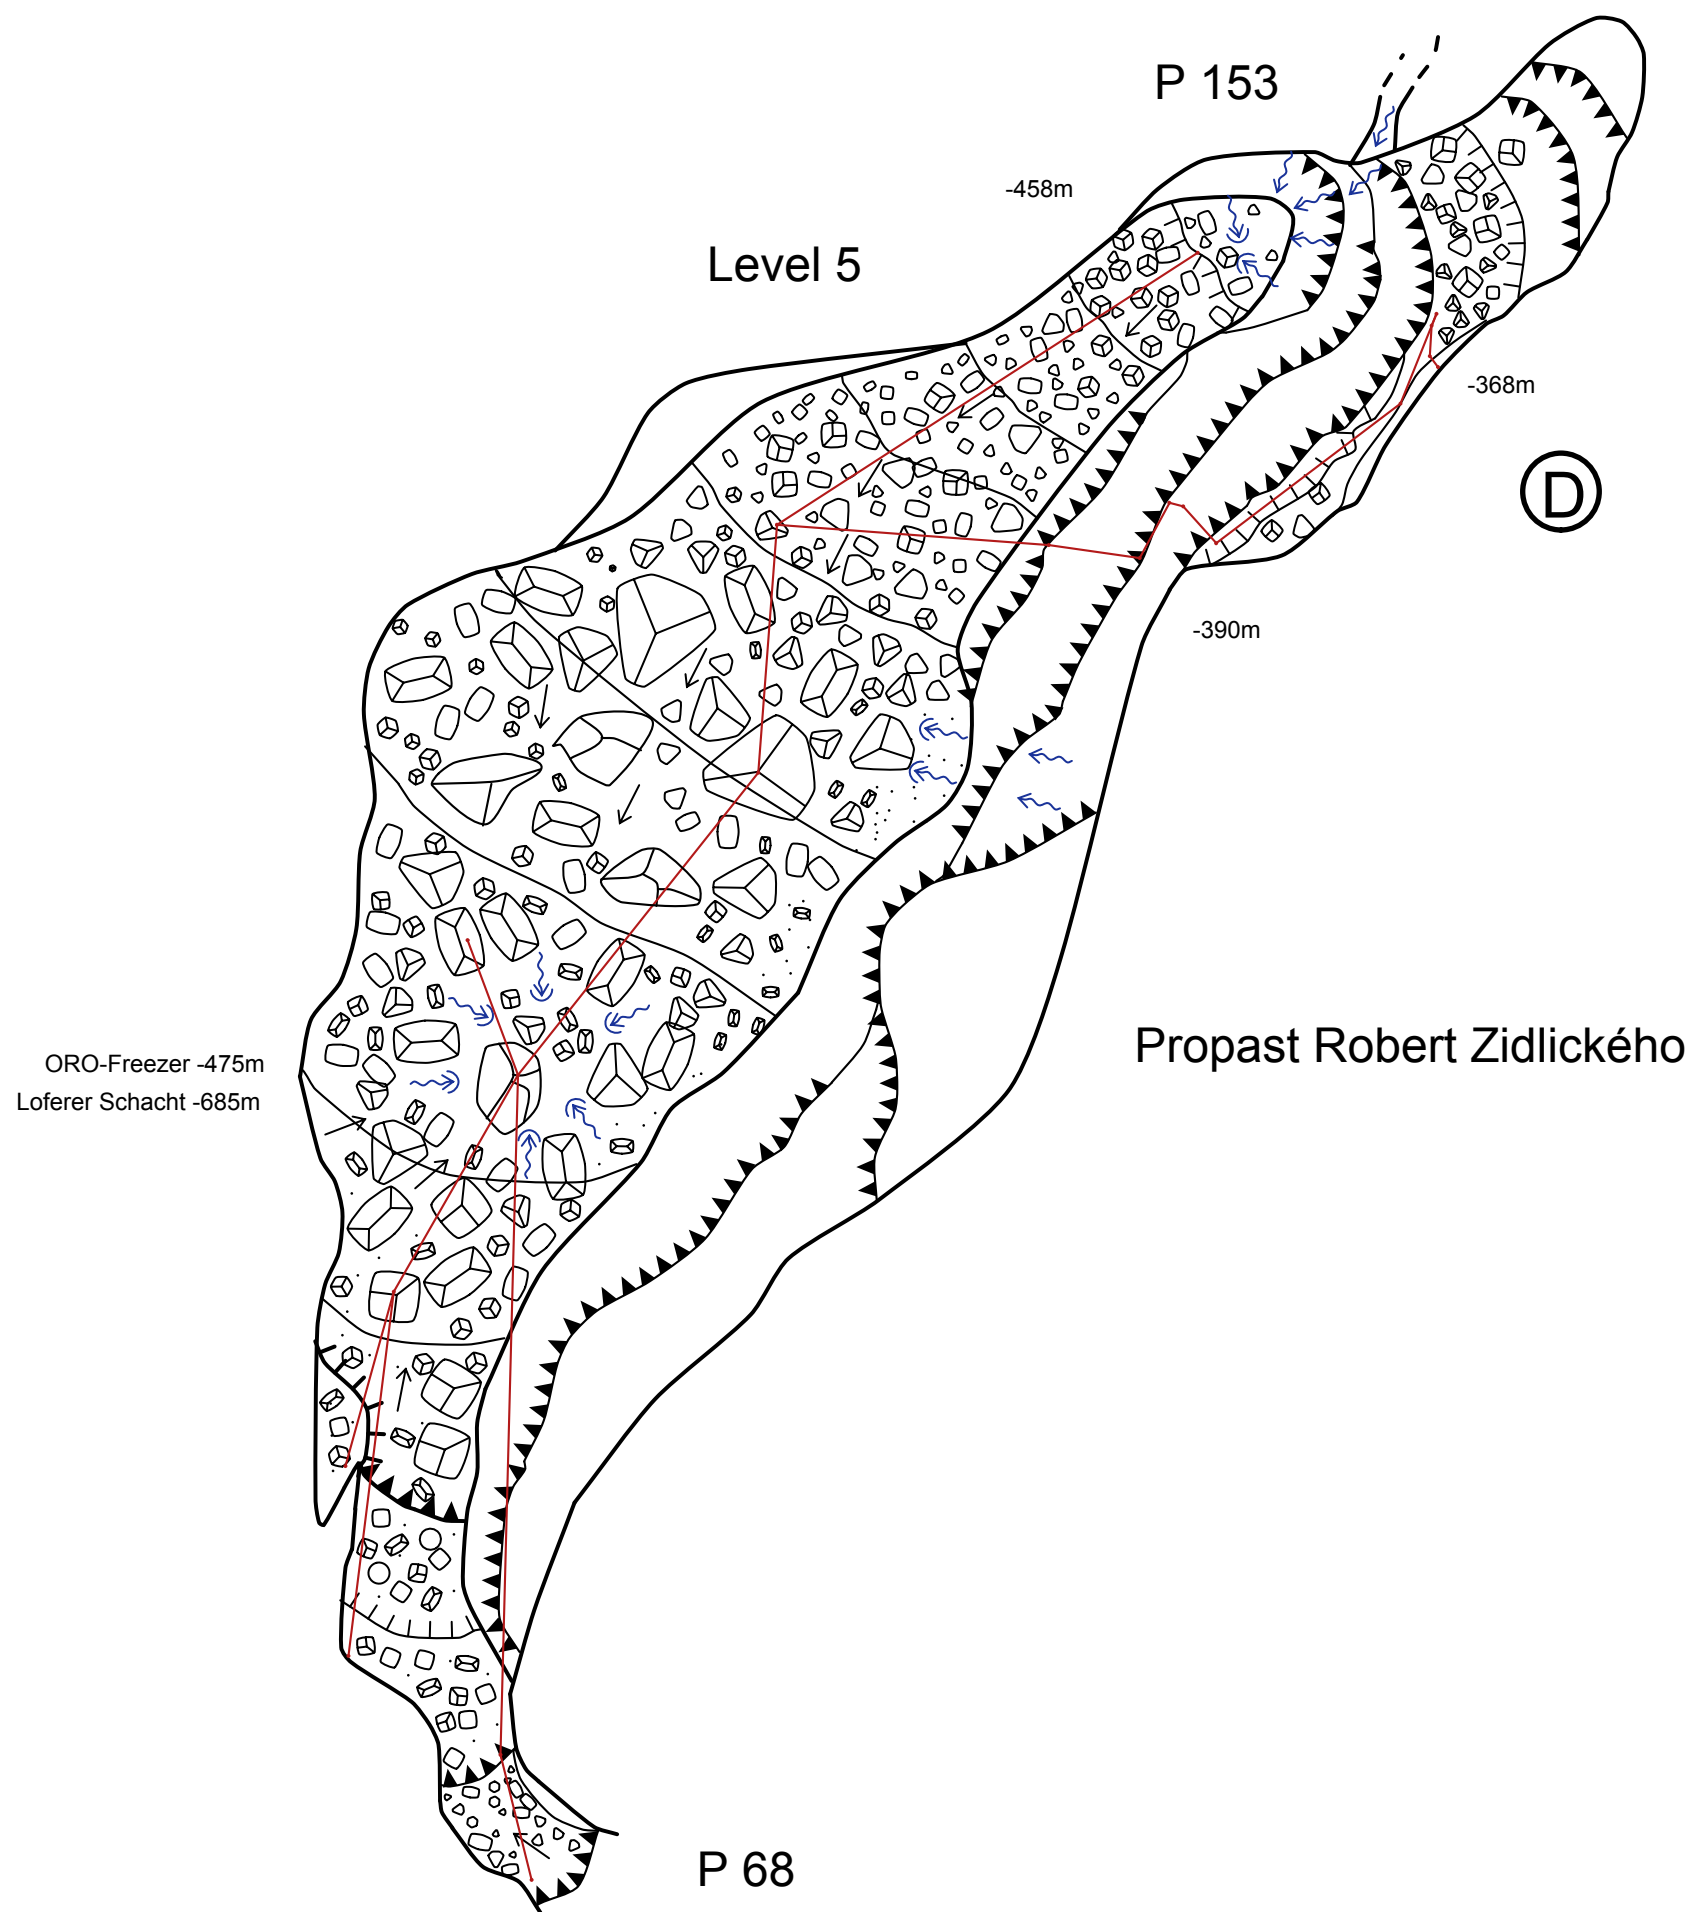 P 153
-458m
Level 5
-368m
D
-390m
Propast Robert Zidlického
ORO-Freezer -475m
Loferer Schacht -685m
P 68